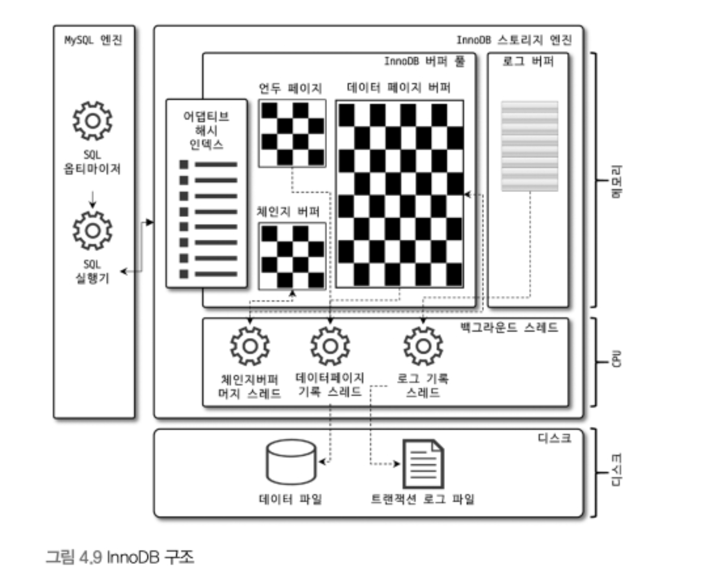 MySQL 엔진
InnoDB 스토리지 엔진
InnoDB 버퍼 풀
로그 버퍼
언두 페이지
데이터 페이지 버퍼
어댑티브
해시
인덱스
SQL
옵티마이저
체인지 버퍼
SQL
실행기
메모리
백그라운드 스레드
체인지버퍼
머지 스레드
데이터페이지
기록 스레드
로그 기록
스레드
CPU
디스크
데이터 파일
트랜잭션 로그 파일
디스크
그림 4.9 InnoDB 구조